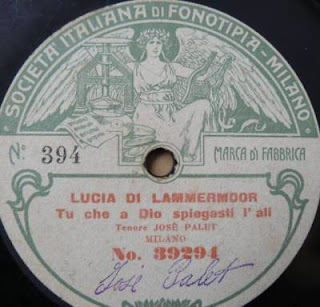 SOCIETÀ ITALIANA DI FONOTIPIA - MILANO
No. 394
MARCA DI FABBRICA
LUCIA DI LAMMERMOOR
Tu che a Dio spiegasti l'ali
Tenore JOSÈ PALET
MILANO
No. 39294
José Palet